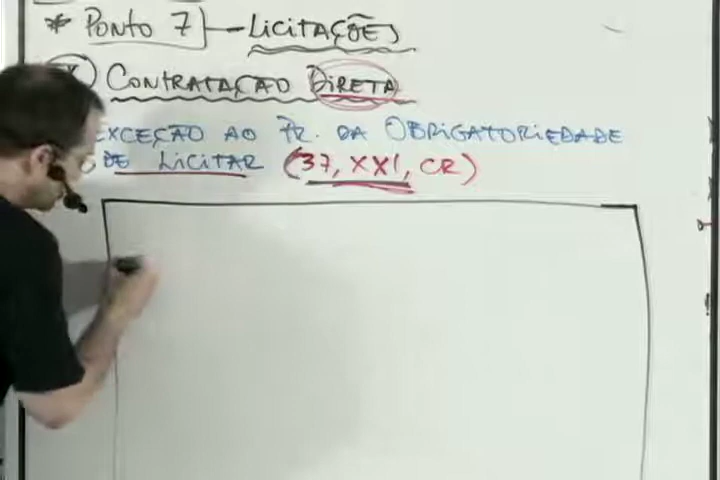 * PONTO 7 — LICITAÇÕES
CONTRATAÇÃO DIRETA
EXCEÇÃO AO PR. DA OBRIGATORIEDADE
DE LICITAR (37, XXI, CR)